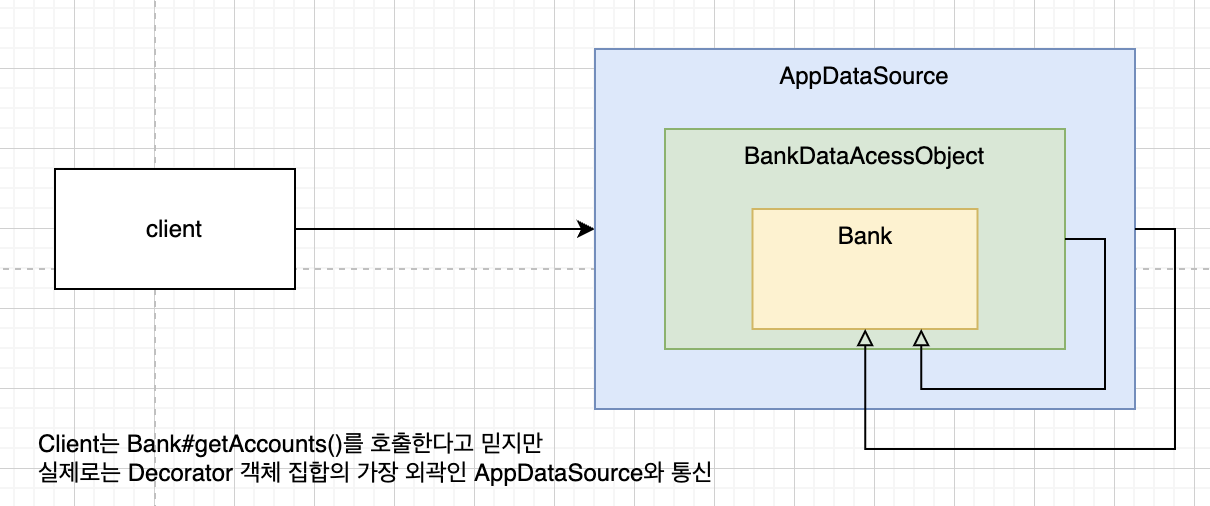 AppDataSource
BankDataAcessObject
client
Bank
Client는 Bank#getAccounts()를 호출한다고 믿지만
실제로는 Decorator 객체 집합의 가장 외곽인 AppDataSource와 통신